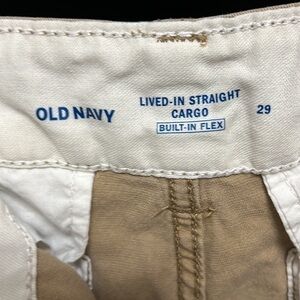 OLD NAVY
LIVED-IN STRAIGHT
CARGO
BUILT-IN FLEX
29